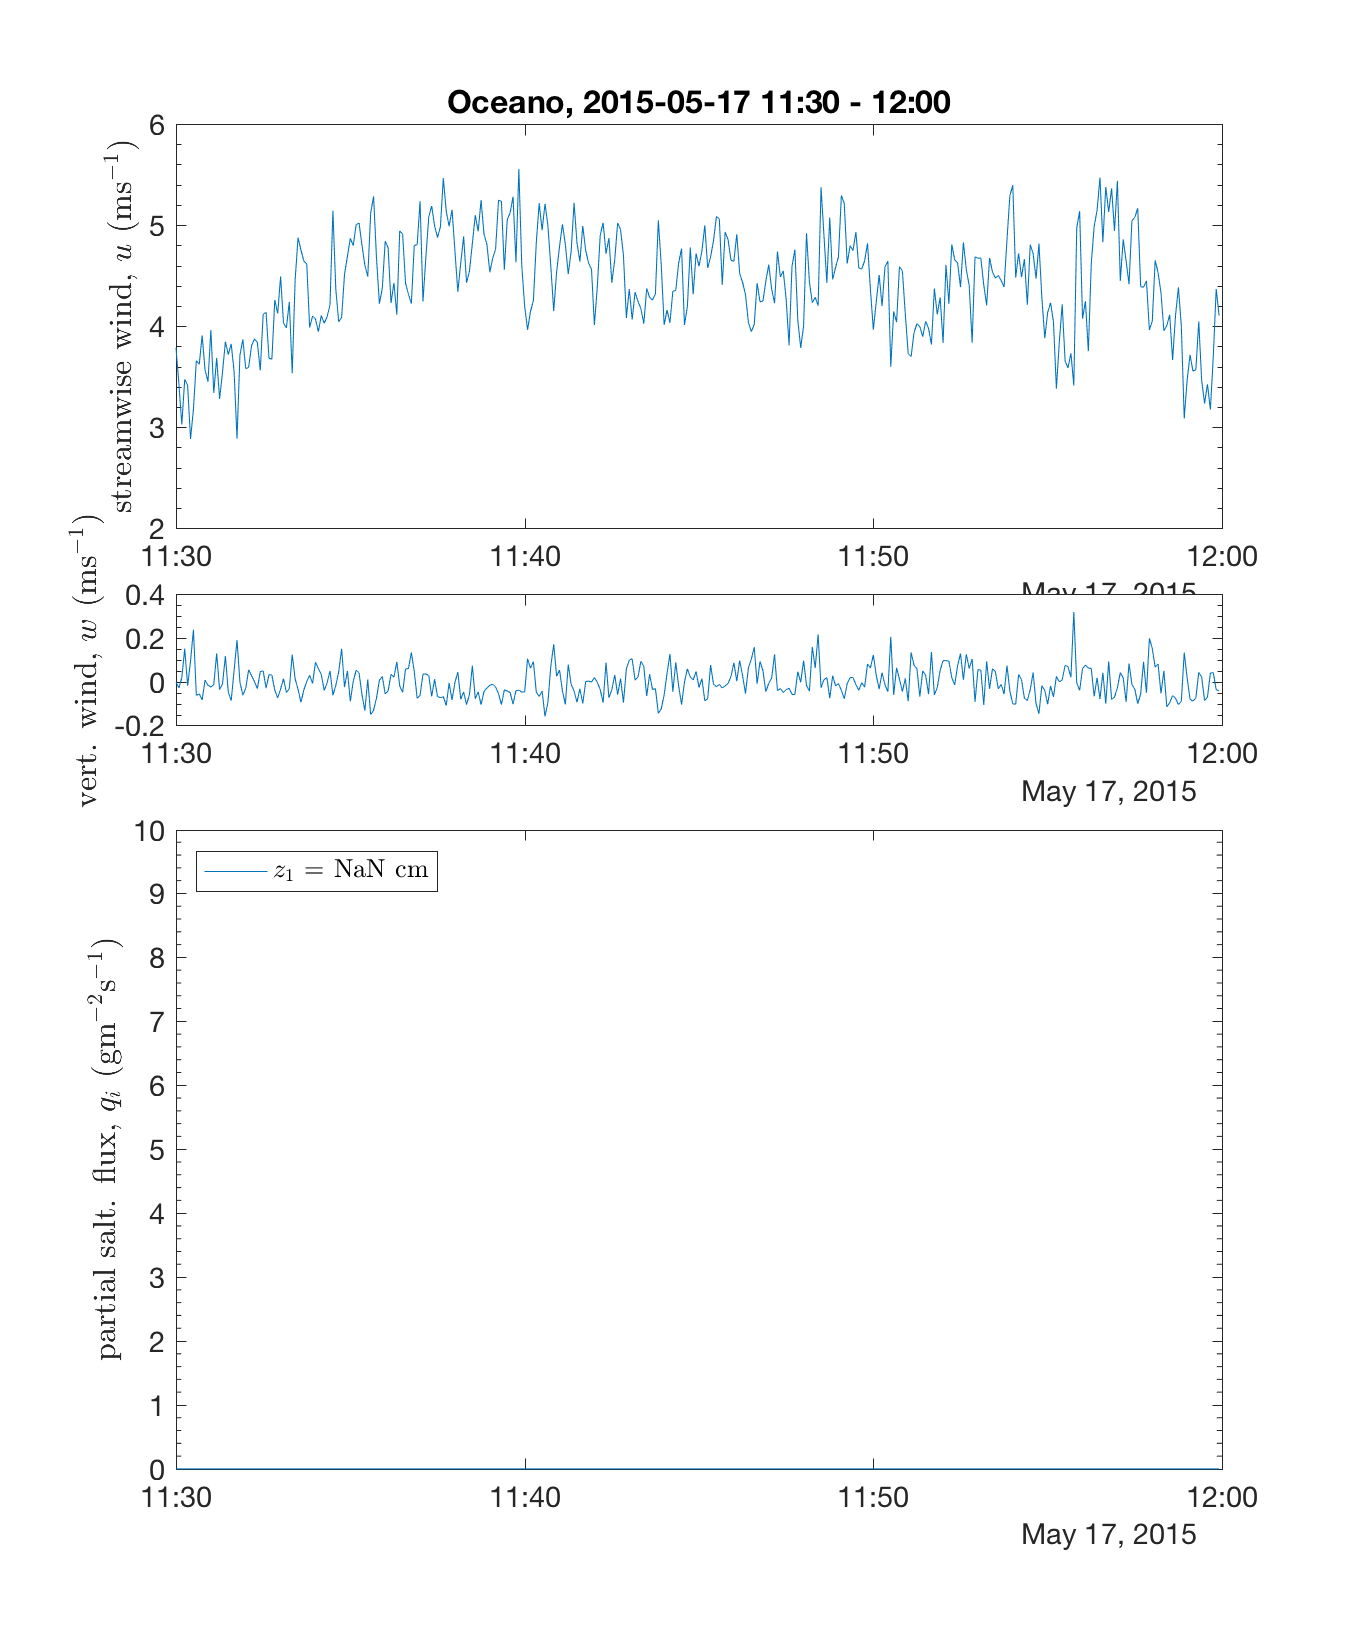 Oceano, 2015-05-17 11:30 - 12:00
streamwise wind, u (ms⁻¹)
6
5
4
3
2
11:30 11:40 11:50 12:00
May 17, 2015
vert. wind, w (ms⁻¹)
0.4
0.2
0
-0.2
11:30 11:40 11:50 12:00
May 17, 2015
partial salt. flux, qᵢ (gm⁻²s⁻¹)
10
9
8
7
6
5
4
3
2
1
0
z₁ = NaN cm
11:30 11:40 11:50 12:00
May 17, 2015